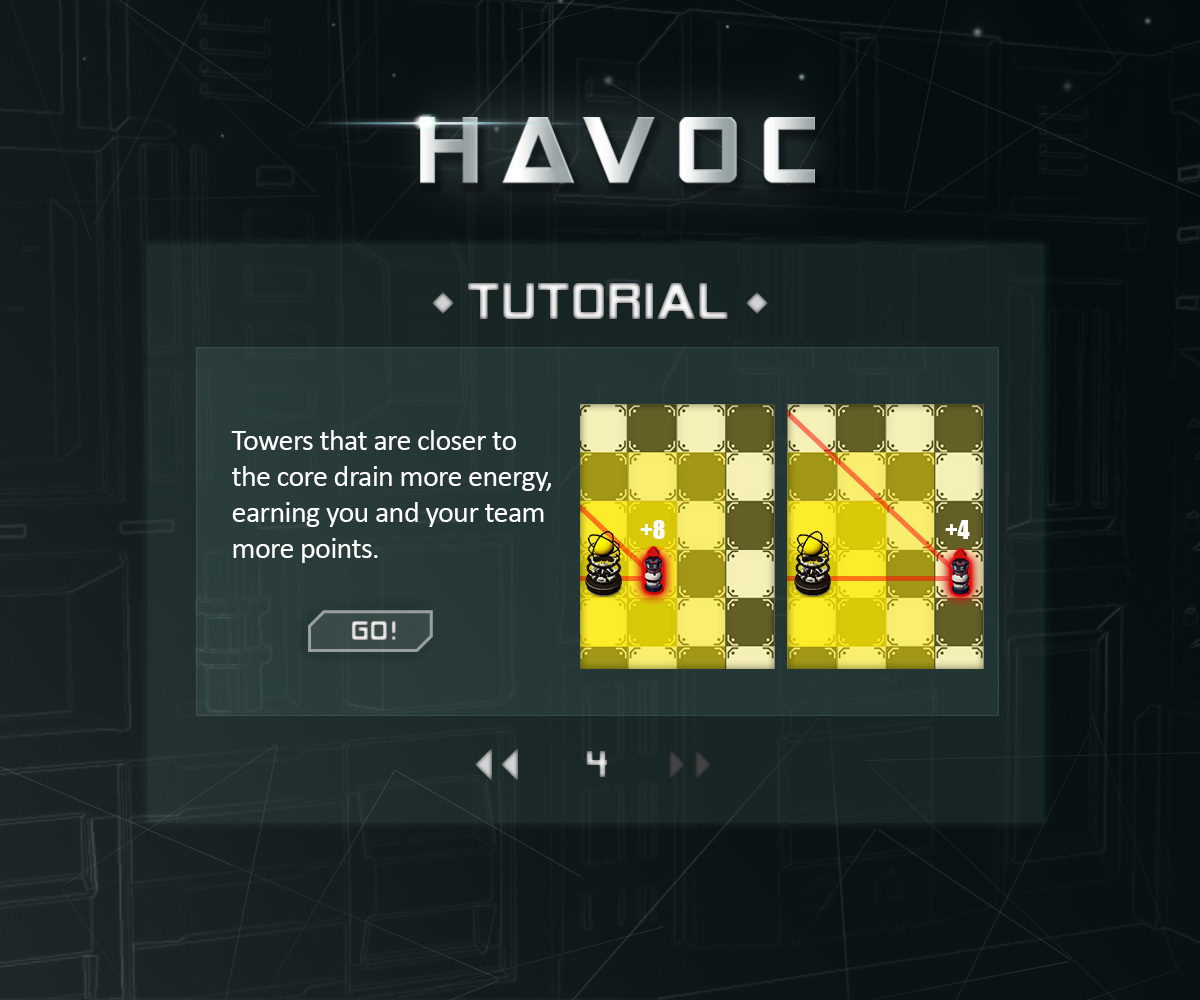 HAVOC
TUTORIAL
Towers that are closer to
the core drain more energy,
earning you and your team
more points.
+8
+4
GO!
4